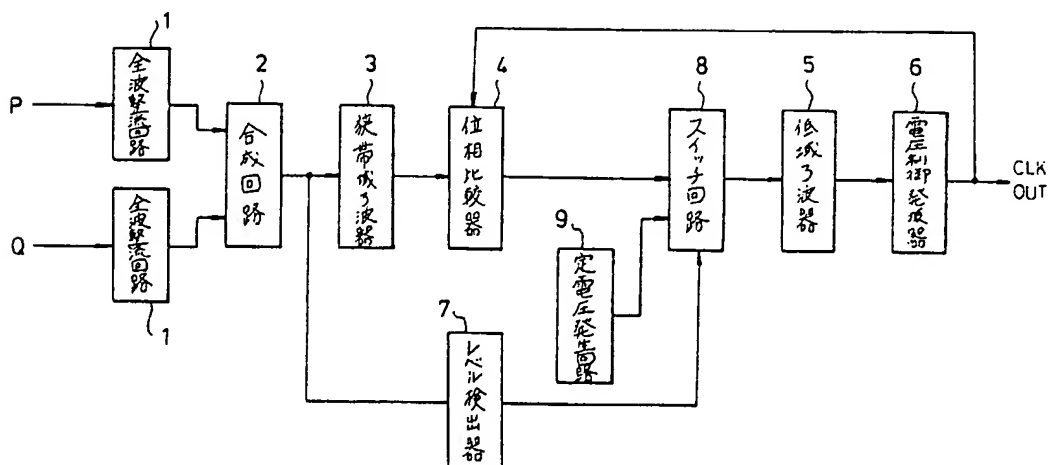 1
全波整流回路
P
2
合成回路
3
狭帯域ろ波器
4
位相比較器
8
スイッチ回路
5
低域ろ波器
6
電圧制御発振器
CLK
OUT
Q
全波整流回路
1
9
定電圧発生回路
7
レベル検出器